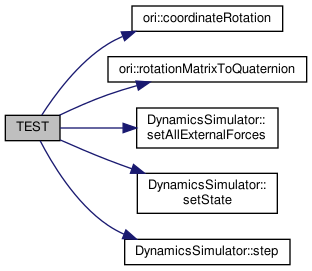 ori::coordinateRotation
ori::rotationMatrixToQuaternion
TEST
DynamicsSimulator::
setAllExternalForces
DynamicsSimulator::
setState
DynamicsSimulator::step